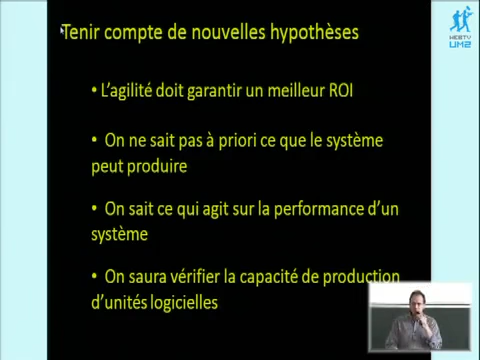 Tenir compte de nouvelles hypothèses
WEBTV
UM2
• L'agilité doit garantir un meilleur ROI
• On ne sait pas à priori ce que le système
peut produire
• On sait ce qui agit sur la performance d'un
système
• On saura vérifier la capacité de production
d'unités logicielles